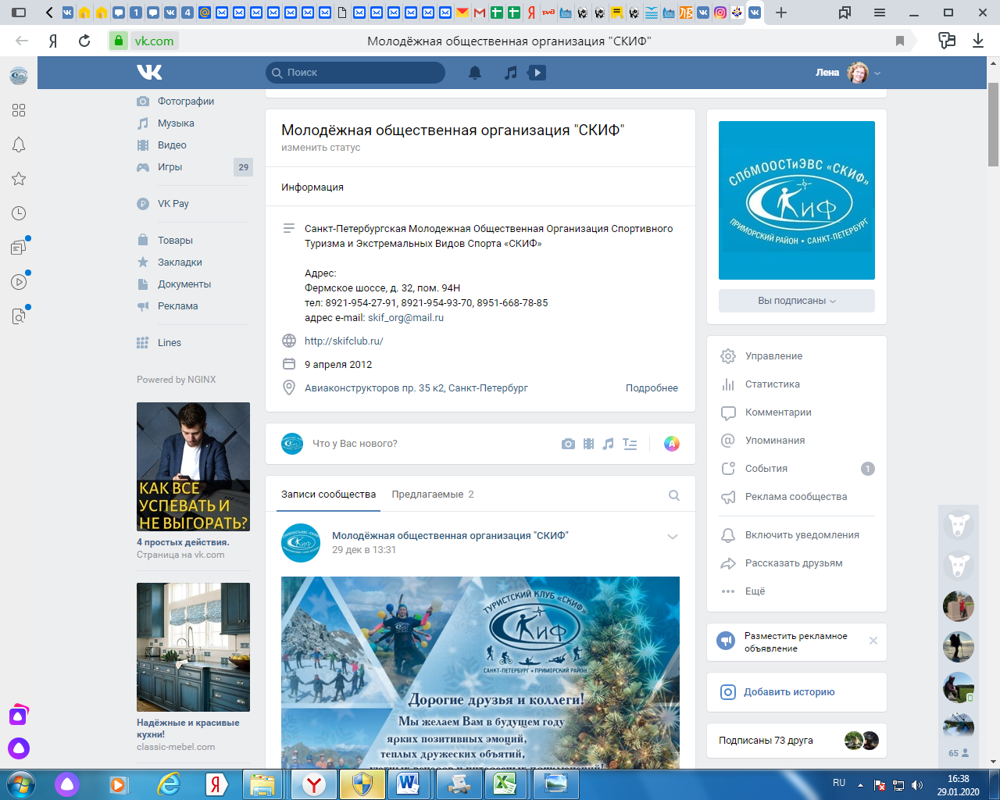 1
4
vk.com
Молодёжная общественная организация "СКИФ"
Поиск
Лена
Фотографии
Музыка
Видео
Игры
29
VK Pay
Товары
Закладки
Документы
Реклама
Lines
Powered by NGINX
КАК ВСЕ
УСПЕВАТЬ И
НЕ ВЫГОРАТЬ?
4 простых действия.
Страница на vk.com
Надёжные и красивые
кухни!
classic-mebel.com
Молодёжная общественная организация "СКИФ"
изменить статус
Информация
Санкт-Петербургская Молодежная Общественная Организация Спортивного
Туризма и Экстремальных Видов Спорта «СКИФ»
Адрес:
Фермское шоссе, д. 32, пом. 94Н
тел: 8921-954-27-91, 8921-954-93-70, 8951-668-78-85
адрес e-mail: skif_org@mail.ru
http://skifclub.ru/
9 апреля 2012
Авиаконструкторов пр. 35 к2, Санкт-Петербург
Подробнее
Что у Вас нового?
Записи сообщества
Предлагаемые 2
Молодёжная общественная организация "СКИФ"
29 дек в 13:31
ТУРИСТСКИЙ КЛУБ «СКИФ»
СКИФ
САНКТ-ПЕТЕРБУРГ • ПРИМОРСКИЙ РАЙОН
Дорогие друзья и коллеги!
Мы желаем Вам в будущем году
ярких позитивных эмоций,
теплых дружеских объятий,
СПбМООСТиЭВС «СКИФ»
СКИФ
ПРИМОРСКИЙ РАЙОН • САНКТ-ПЕТЕРБУРГ
Вы подписаны
Управление
Статистика
Комментарии
Упоминания
События
1
Реклама сообщества
Включить уведомления
Рассказать друзьям
Ещё
Разместить рекламное
объявление
Добавить историю
Подписаны 73 друга
65
RU
16:38
29.01.2020